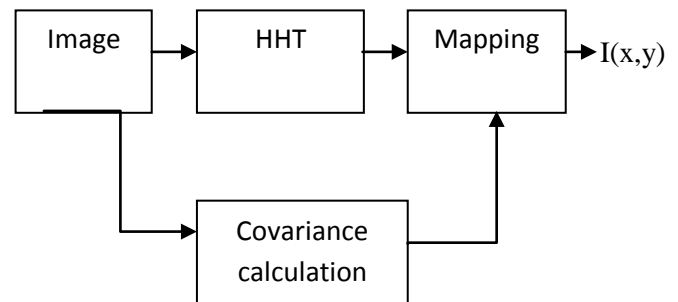 Image
HHT
Mapping
I(x,y)
Covariance
calculation